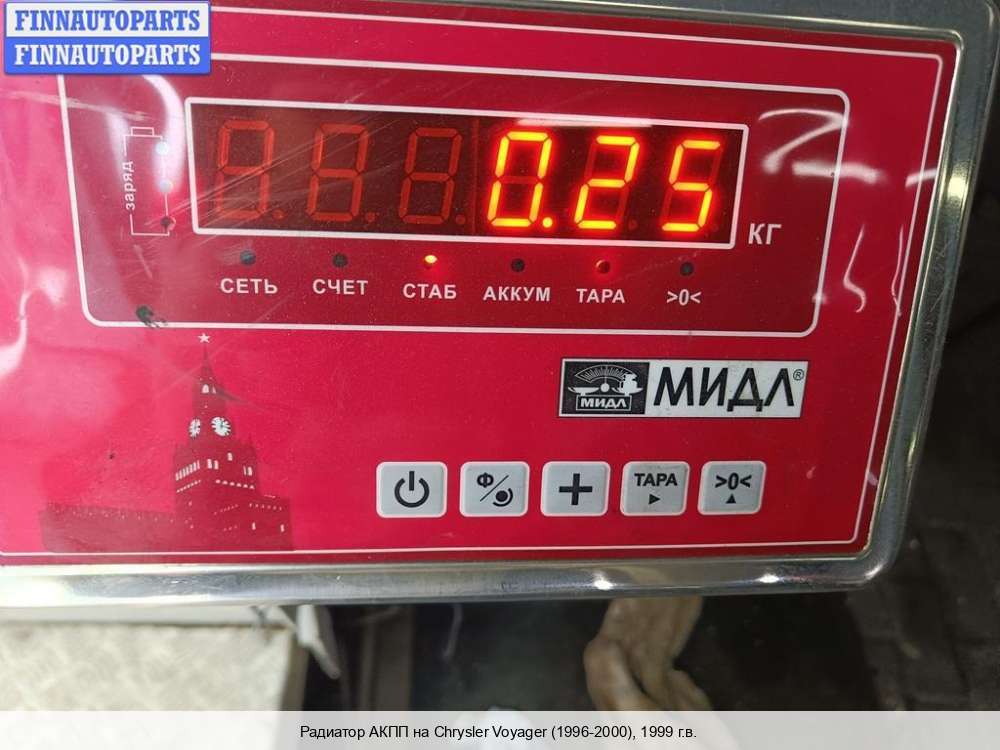 FINNAUTOPARTS
FINNAUTOPARTS
заряд
0.25
КГ
СЕТЬ СЧЕТ СТАБ АККУМ ТАРА >0<
МИДЛ МИДЛ®
Ф ТАРА >0<
Радиатор АКПП на Chrysler Voyager (1996-2000), 1999 г.в.